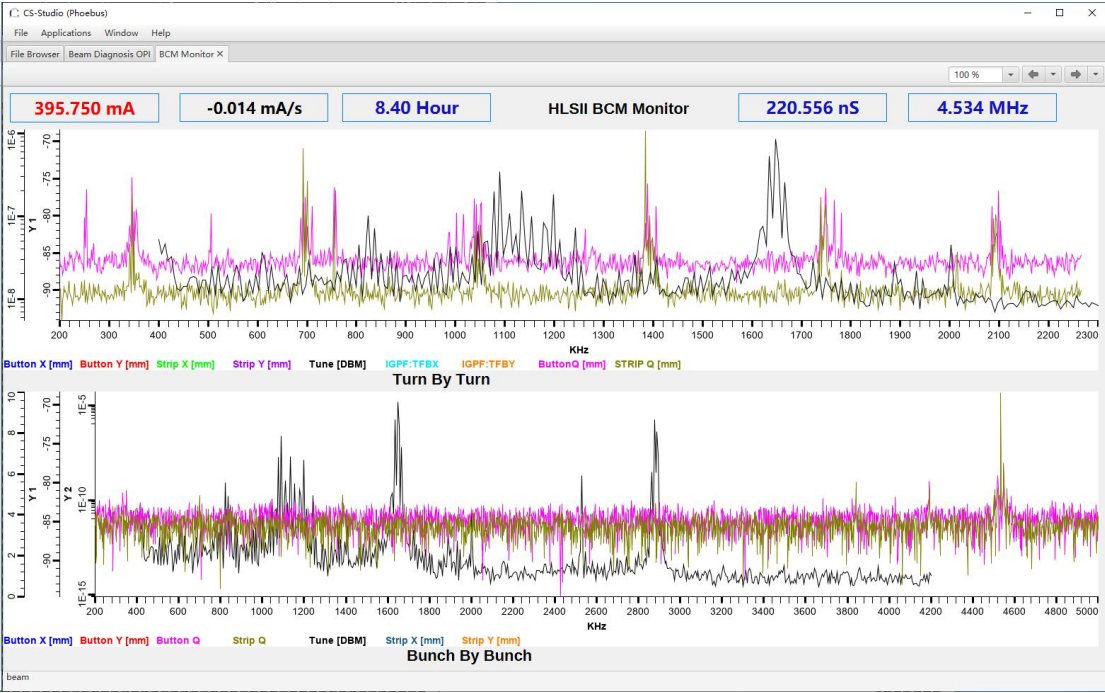 CS-Studio (Phoebus)
File Applications Window Help
File Browser Beam Diagnosis OPI BCM Monitor ✕
100 %
395.750 mA -0.014 mA/s 8.40 Hour HLSII BCM Monitor 220.556 nS 4.534 MHz
1E-6 1E-7 1E-8
Y 1
-70 -75 -80 -85 -90
200 300 400 500 600 700 800 900 1000 1100 1200 1300 1400 1500 1600 1700 1800 1900 2000 2100 2200 2300
KHz
Button X [mm] Button Y [mm] Strip X [mm] Strip Y [mm] Tune [DBM] IGPF:TFBX IGPF:TFBY ButtonQ [mm] STRIP Q [mm]
Turn By Turn
10 8 6 4 2 0
Y 1
-70 -75 -80 -85 -90
Y 2
1E-5 1E-10 1E-15
200 400 600 800 1000 1200 1400 1600 1800 2000 2200 2400 2600 2800 3000 3200 3400 3600 3800 4000 4200 4400 4600 4800 5000
KHz
Button X [mm] Button Y [mm] Button Q Strip Q Tune [DBM] Strip X [mm] Strip Y [mm]
Bunch By Bunch
beam